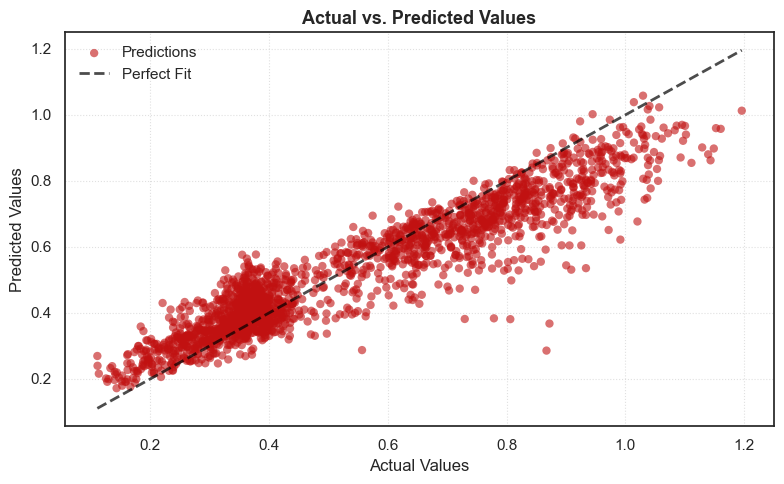 Actual vs. Predicted Values
Predictions
Perfect Fit
1.2
1.0
0.8
0.6
0.4
0.2
Predicted Values
0.2 0.4 0.6 0.8 1.0 1.2
Actual Values